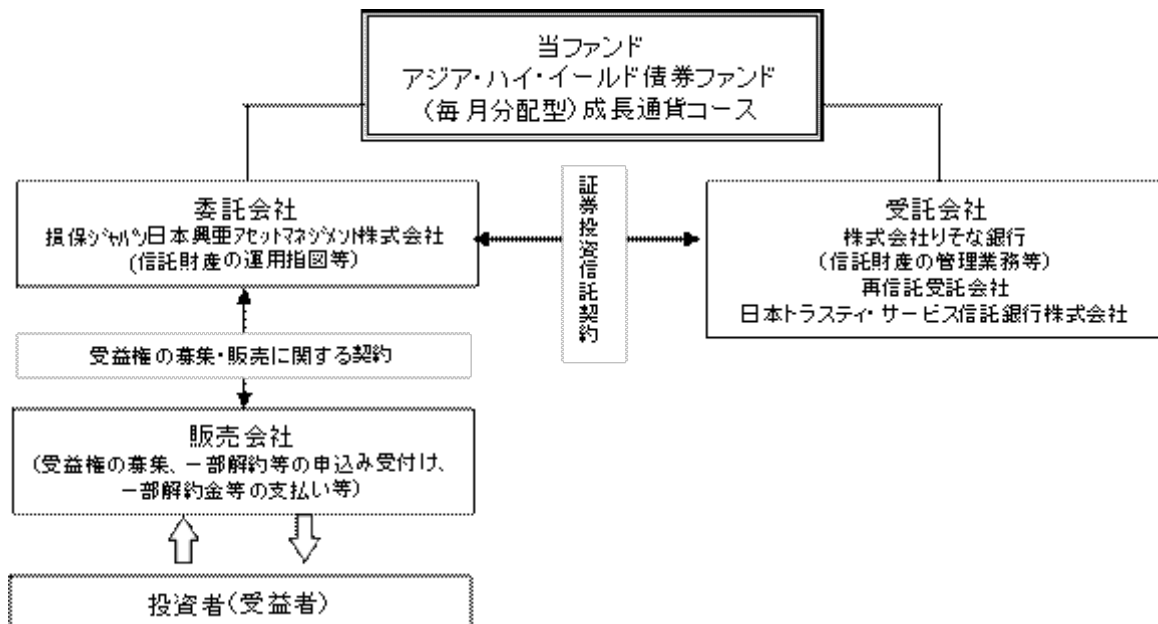 当ファンド
アジア・ハイ・イールド債券ファンド
(毎月分配型)成長通貨コース
委託会社
損保ジャパン日本興亜アセットマネジメント株式会社
(信託財産の運用指図等)
証券投資信託契約
受託会社
株式会社りそな銀行
(信託財産の管理業務等)
再信託受託会社
日本トラスティ・サービス信託銀行株式会社
受益権の募集・販売に関する契約
販売会社
(受益権の募集、一部解約等の申込み受付け、
一部解約金等の支払い等)
投資者(受益者)